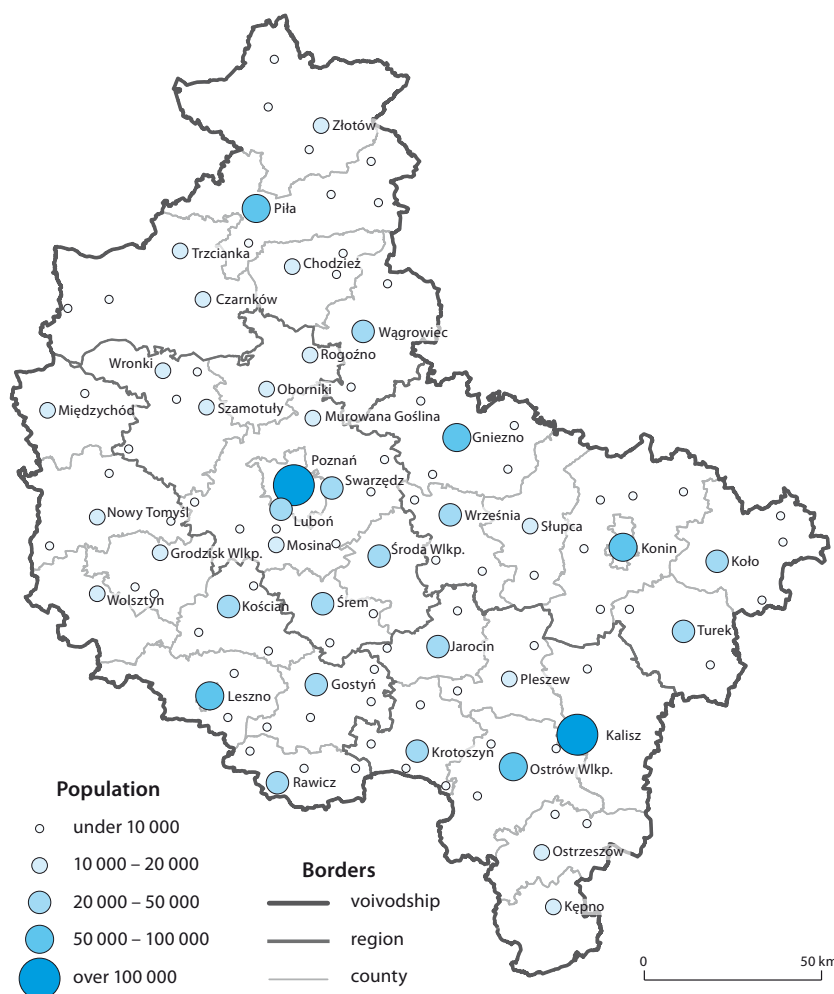 Złotów
Piła
Trzcianka
Chodzież
Czarnków
Wągrowiec
Rogoźno
Wronki
Oborniki
Międzychód
Szamotuły
Murowana Goślina
Gniezno
Poznań
Swarzędz
Nowy Tomyśl
Luboń
Września
Słupca
Grodzisk Wlkp.
Mosina
Środa Wlkp.
Konin
Koło
Wolsztyn
Kościan
Śrem
Turek
Jarocin
Leszno
Gostyń
Pleszew
Kalisz
Krotoszyn
Ostrów Wlkp.
Rawicz
Ostrzeszów
Kępno
Population
under 10 000
10 000 – 20 000
20 000 – 50 000
50 000 – 100 000
over 100 000
Borders
voivodship
region
county
0 50 km